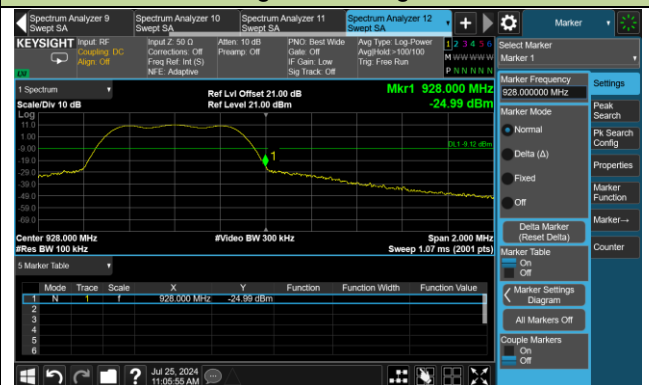 Spectrum Analyzer 9
Swept SA
Spectrum Analyzer 10
Swept SA
Spectrum Analyzer 11
Swept SA
Spectrum Analyzer 12
Swept SA
Marker
KEYSIGHT
Input: RF
Coupling: DC
Align: Off
Input Z: 50 Ω
Corrections: Off
Freq Ref: Int (S)
NFE: Adaptive
Atten: 10 dB
Preamp: Off
PNO: Best Wide
Gate: Off
IF Gain: Low
Sig Track: Off
Avg Type: Log-Power
Avg|Hold:>100/100
Trig: Free Run
1 2 3 4 5 6
M W W W W W
P N N N N N
Select Marker
Marker 1
1 Spectrum
Scale/Div 10 dB
Ref Lvl Offset 21.00 dB
Ref Level 21.00 dBm
Mkr1 928.000 MHz
-24.99 dBm
Log
11.0
1.00
-9.00
-19.0
-29.0
-39.0
-49.0
-59.0
-69.0
DL1 -9.12 dBm
1
Center 928.000 MHz
#Res BW 100 kHz
#Video BW 300 kHz
Span 2.000 MHz
Sweep 1.07 ms (2001 pts)
5 Marker Table
Mode Trace Scale X Y Function Function Width Function Value
1 N 1 f 928.000 MHz -24.99 dBm
2
3
4
5
6
Marker Frequency
928.000000 MHz
Marker Mode
Normal
Delta (Δ)
Fixed
Off
Delta Marker
(Reset Delta)
Marker Table
On
Off
Marker Settings
Diagram
All Markers Off
Couple Markers
On
Off
Settings
Peak
Search
Pk Search
Config
Properties
Marker
Function
Marker→
Counter
Jul 25, 2024
11:05:55 AM